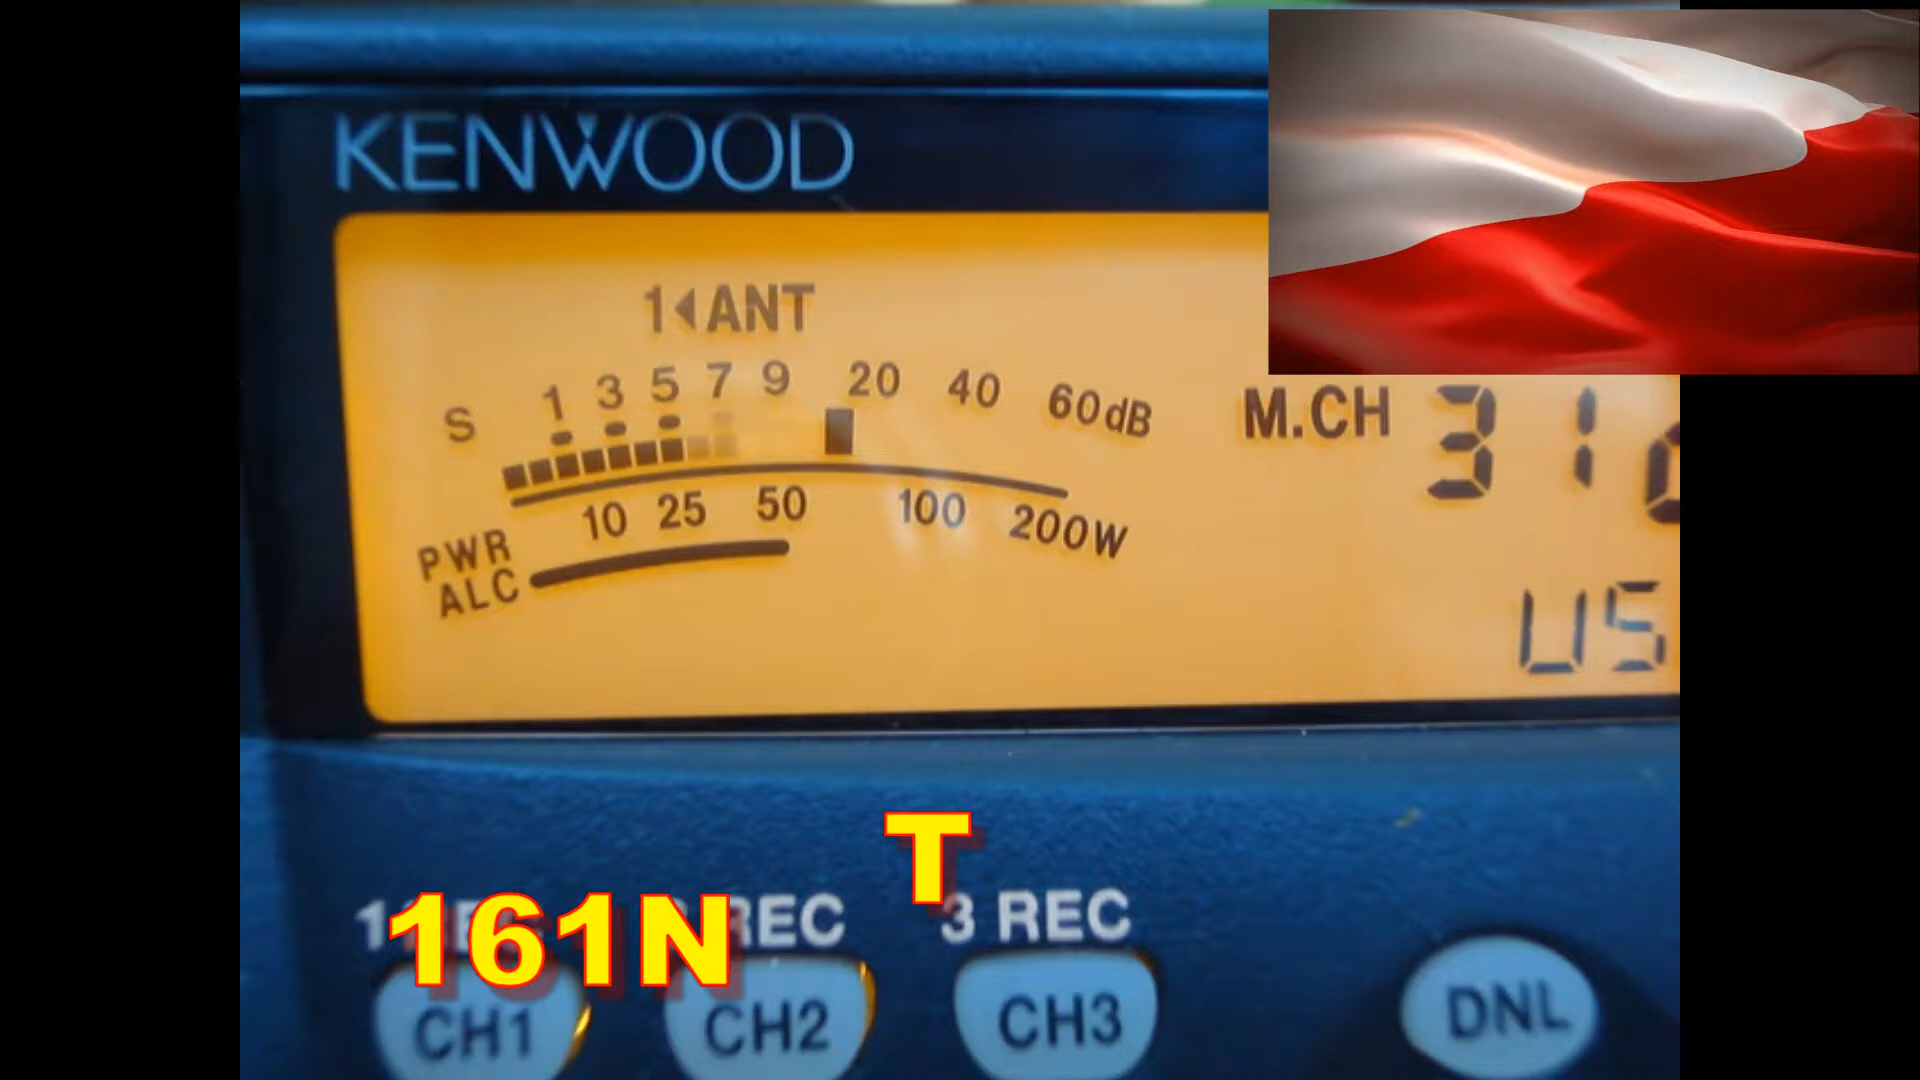 KENWOOD
1◀ANT
S 1 3 5 7 9 20 40 60dB
M.CH 31
10 25 50 100 200W
PWR
ALC
US
T
161N
REC
3 REC
CH1 CH2 CH3 DNL